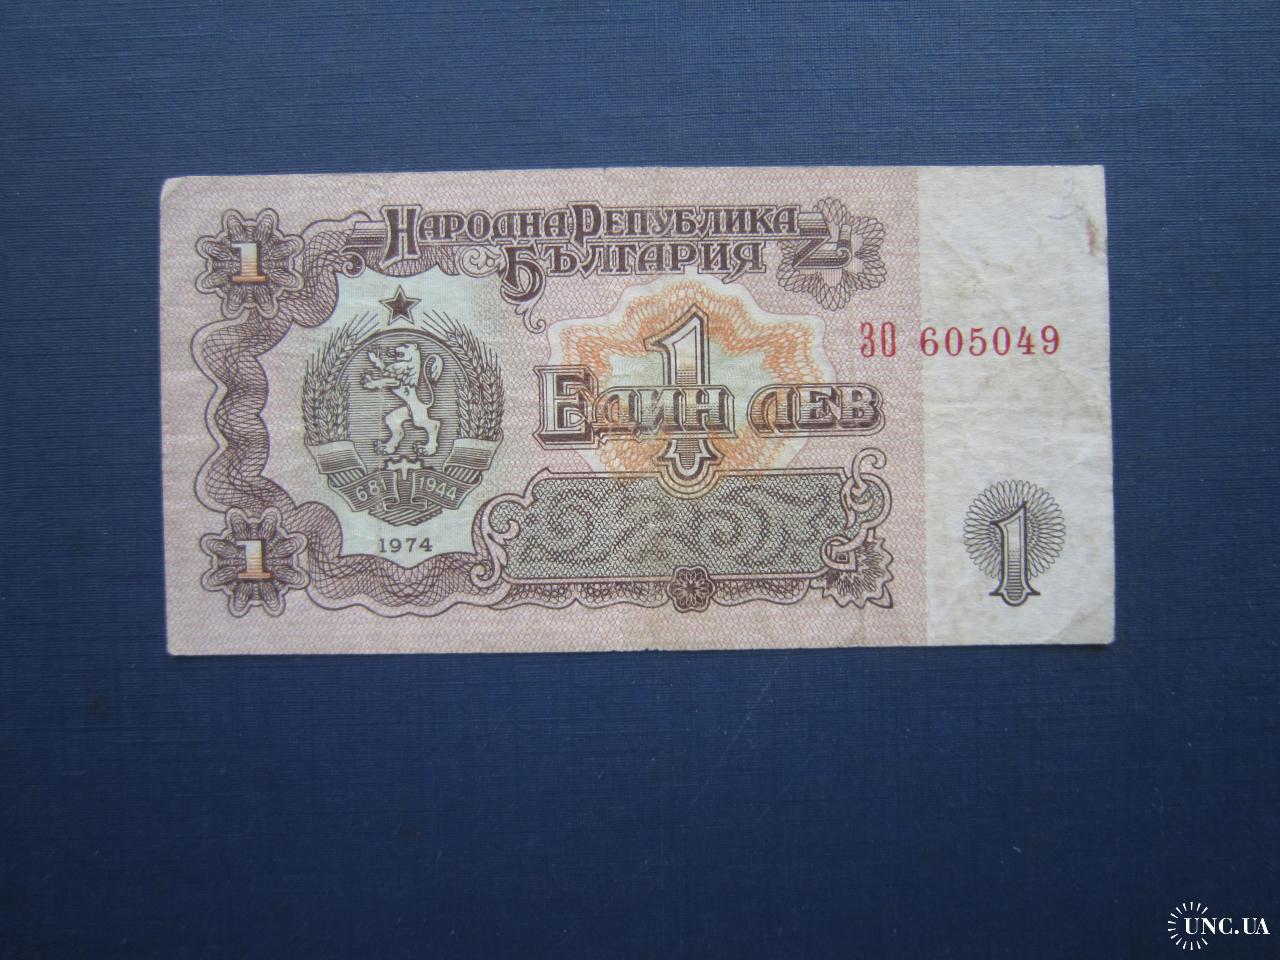 НАРОДНА РЕПУБЛИКА
БЪЛГАРИЯ
1
1
ЕДИН ЛЕВ
ЗО 605049
681 1944
1974
1
1
UNC.UA